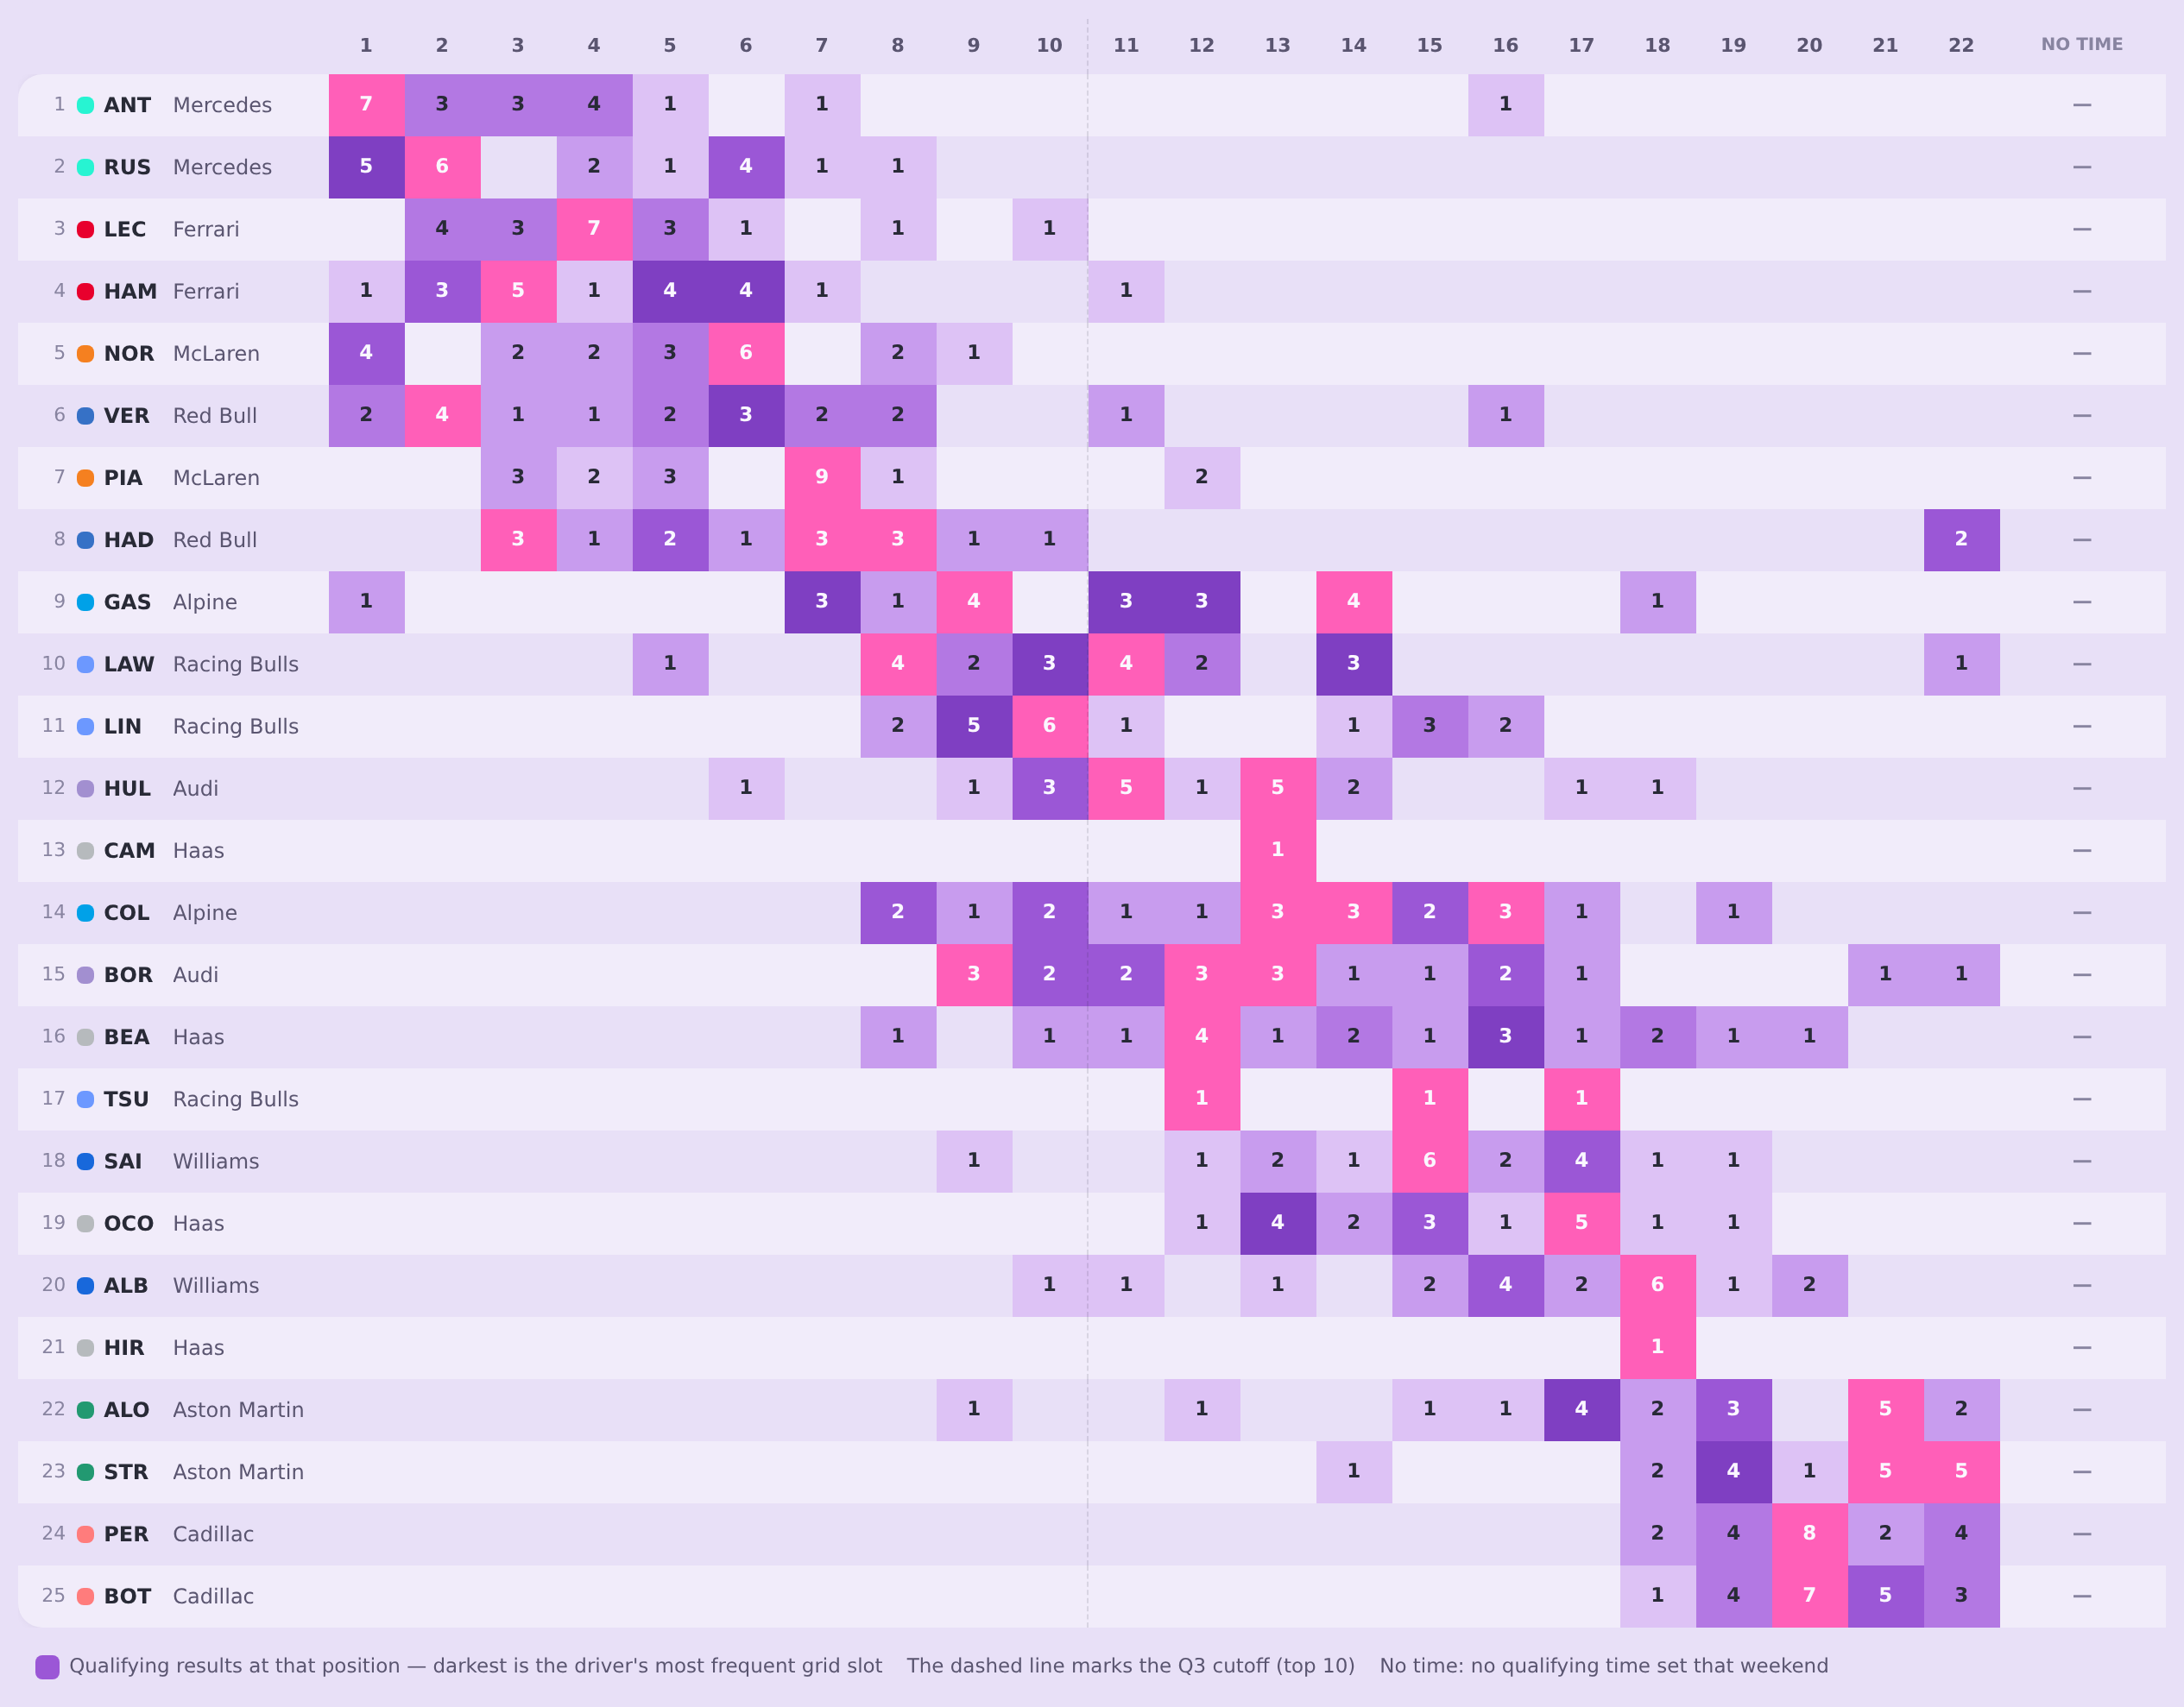 1 2 3 4 5 6 7 8 9 10 11 12 13 14 15 16 17 18 19 20 21 22 NO TIME
1 ANT Mercedes 7 3 3 4 1 1 1 —
2 RUS Mercedes 5 6 2 1 4 1 1 —
3 LEC Ferrari 4 3 7 3 1 1 1 —
4 HAM Ferrari 1 3 5 1 4 4 1 1 —
5 NOR McLaren 4 2 2 3 6 2 1 —
6 VER Red Bull 2 4 1 1 2 3 2 2 1 1 —
7 PIA McLaren 3 2 3 9 1 2 —
8 HAD Red Bull 3 1 2 1 3 3 1 1 2 —
9 GAS Alpine 1 3 1 4 3 3 4 1 —
10 LAW Racing Bulls 1 4 2 3 4 2 3 1 —
11 LIN Racing Bulls 2 5 6 1 1 3 2 —
12 HUL Audi 1 1 3 5 1 5 2 1 1 —
13 CAM Haas 1 —
14 COL Alpine 2 1 2 1 1 3 3 2 3 1 1 —
15 BOR Audi 3 2 2 3 3 1 1 2 1 1 1 —
16 BEA Haas 1 1 1 4 1 2 1 3 1 2 1 1 —
17 TSU Racing Bulls 1 1 1 —
18 SAI Williams 1 1 2 1 6 2 4 1 1 —
19 OCO Haas 1 4 2 3 1 5 1 1 —
20 ALB Williams 1 1 1 2 4 2 6 1 2 —
21 HIR Haas 1 —
22 ALO Aston Martin 1 1 1 1 4 2 3 5 2 —
23 STR Aston Martin 1 2 4 1 5 5 —
24 PER Cadillac 2 4 8 2 4 —
25 BOT Cadillac 1 4 7 5 3 —
Qualifying results at that position — darkest is the driver's most frequent grid slot The dashed line marks the Q3 cutoff (top 10) No time: no qualifying time set that weekend